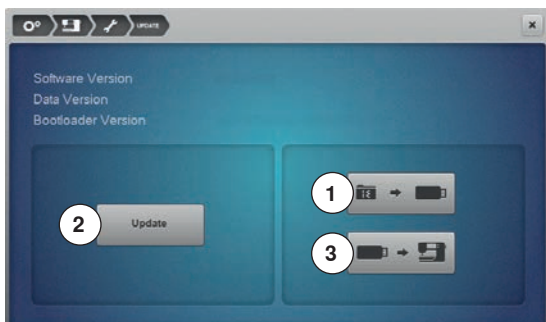 UPDATE
Software Version
Data Version
Bootloader Version
1
2 Update
3